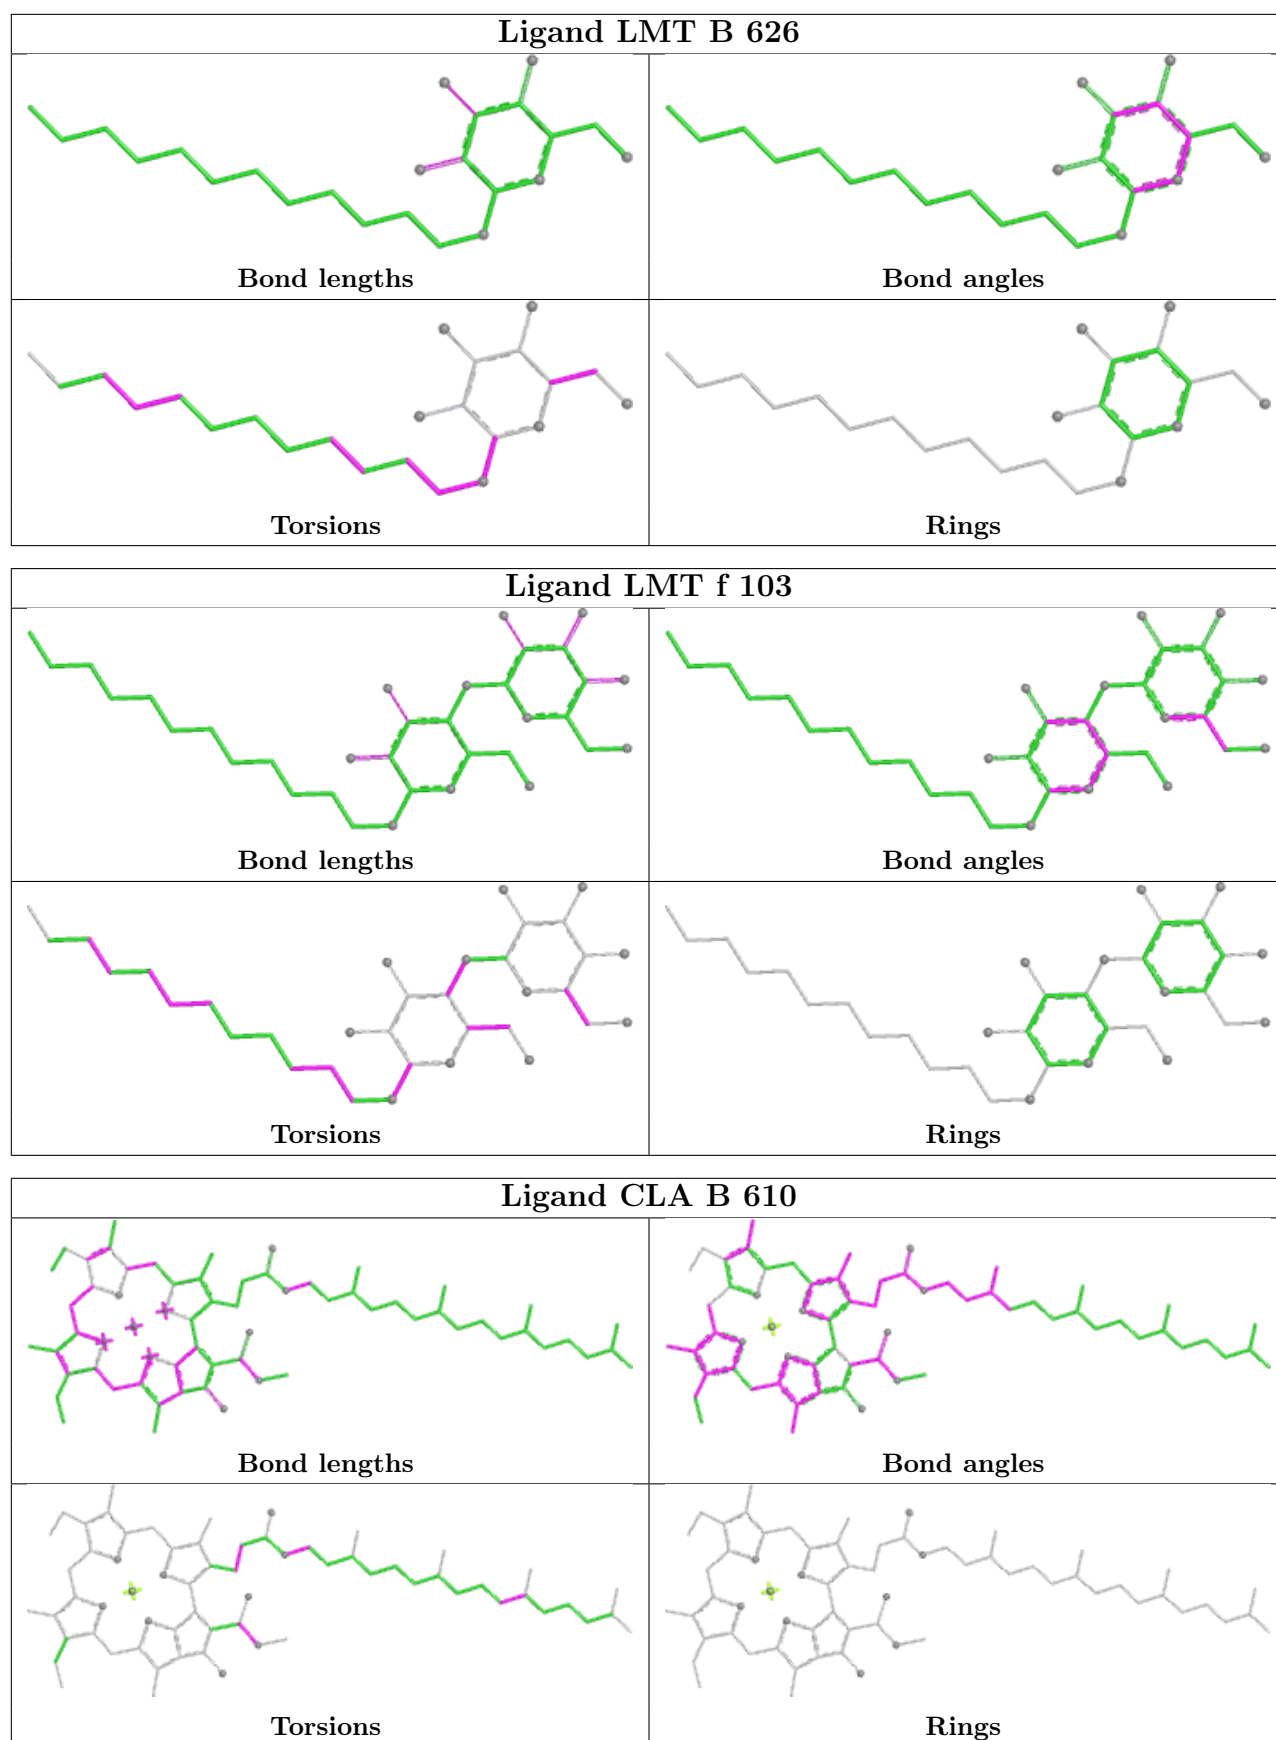 Ligand LMT B 626
Bond lengths
Bond angles
Torsions
Rings
Ligand LMT f 103
Bond lengths
Bond angles
Torsions
Rings
Ligand CLA B 610
Bond lengths
Bond angles
Torsions
Rings